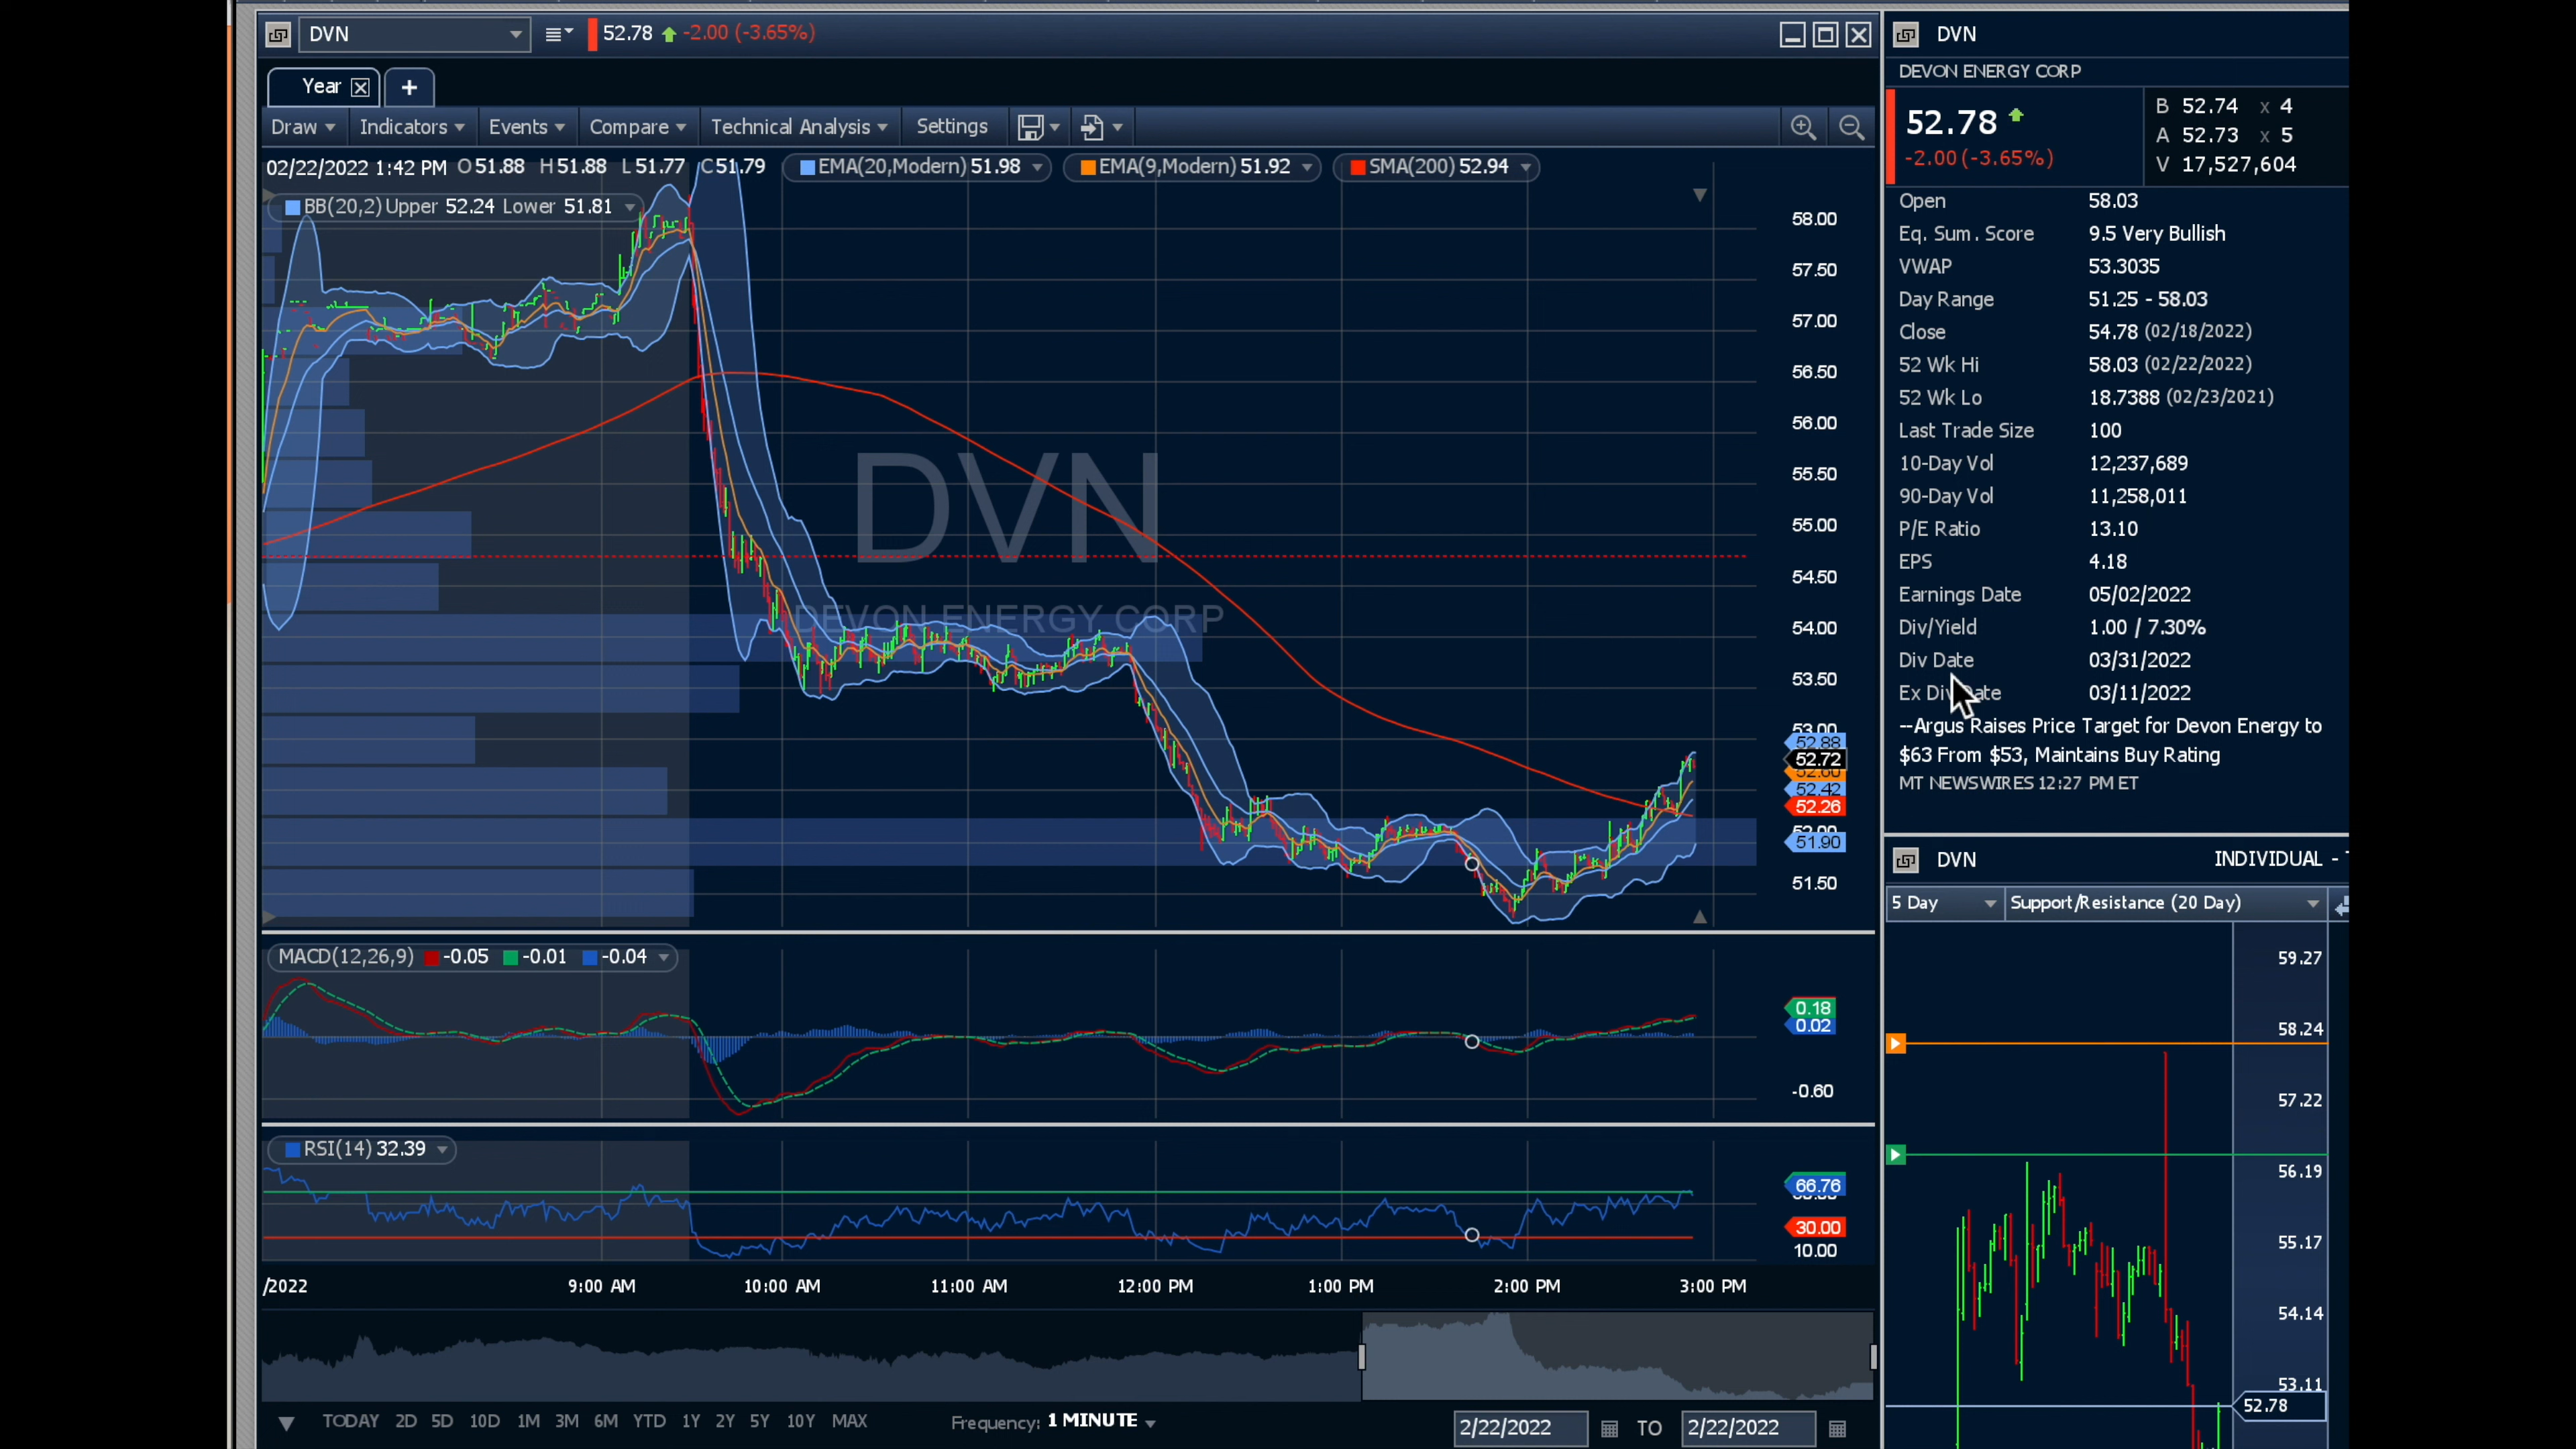 DVN
52.78 -2.00 (-3.65%)
Year
Draw Indicators Events Compare Technical Analysis Settings
02/22/2022 1:42 PM O 51.88 H 51.88 L 51.77 C 51.79 EMA(20,Modern) 51.98 EMA(9,Modern) 51.92 SMA(200) 52.94
BB(20,2) Upper 52.24 Lower 51.81
58.00
57.50
57.00
56.50
56.00
55.50
55.00
54.50
54.00
53.50
53.00
52.88
52.72
52.60
52.42
52.26
52.00
51.90
51.50
DVN
DEVON ENERGY CORP
MACD(12,26,9) -0.05 -0.01 -0.04
0.18
0.02
-0.60
RSI(14) 32.39
66.76
30.00
10.00
/2022 9:00 AM 10:00 AM 11:00 AM 12:00 PM 1:00 PM 2:00 PM 3:00 PM
TODAY 2D 5D 10D 1M 3M 6M YTD 1Y 2Y 5Y 10Y MAX Frequency: 1 MINUTE 2/22/2022 TO 2/22/2022
DVN
DEVON ENERGY CORP
52.78
-2.00 (-3.65%)
B 52.74 x 4
A 52.73 x 5
V 17,527,604
Open 58.03
Eq. Sum. Score 9.5 Very Bullish
VWAP 53.3035
Day Range 51.25 - 58.03
Close 54.78 (02/18/2022)
52 Wk Hi 58.03 (02/22/2022)
52 Wk Lo 18.7388 (02/23/2021)
Last Trade Size 100
10-Day Vol 12,237,689
90-Day Vol 11,258,011
P/E Ratio 13.10
EPS 4.18
Earnings Date 05/02/2022
Div/Yield 1.00 / 7.30%
Div Date 03/31/2022
Ex Div Date 03/11/2022
--Argus Raises Price Target for Devon Energy to
$63 From $53, Maintains Buy Rating
MT NEWSWIRES 12:27 PM ET
DVN INDIVIDUAL -
5 Day Support/Resistance (20 Day)
59.27
58.24
57.22
56.19
55.17
54.14
53.11
52.78